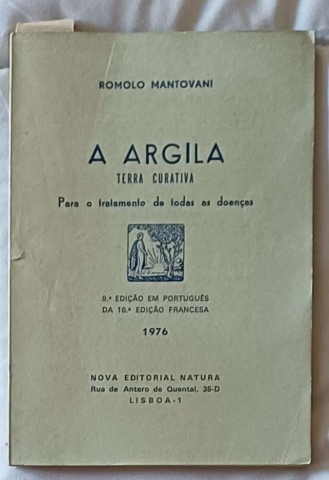 ROMOLO MANTOVANI
A ARGILA
TERRA CURATIVA
Para o tratamento de todas as doenças
9.ª EDIÇÃO EM PORTUGUÊS
DA 16.ª EDIÇÃO FRANCESA
1976
NOVA EDITORIAL NATURA
Rua de Antero de Quental, 35-D
LISBOA-1